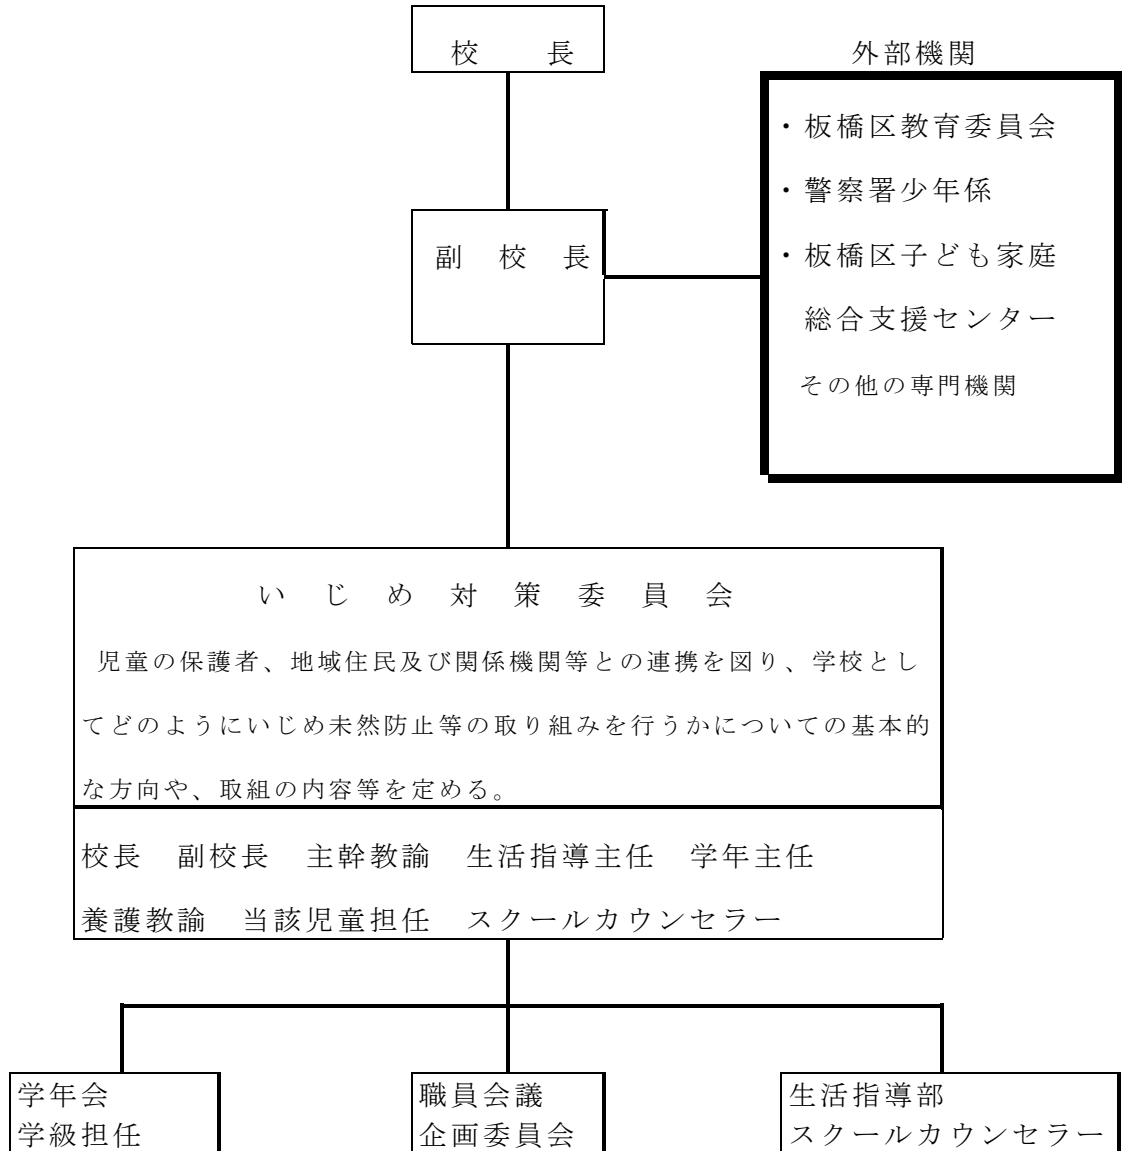 校　長
外部機関
・板橋区教育委員会
・警察署少年係
・板橋区子ども家庭
総合支援センター
その他の専門機関
副校長
いじめ対策委員会
児童の保護者、地域住民及び関係機関等との連携を図り、学校とし
てどのようにいじめ未然防止等の取り組みを行うかについての基本的
な方向や、取組の内容等を定める。
校長　副校長　主幹教諭　生活指導主任　学年主任
養護教諭　当該児童担任　スクールカウンセラー
学年会
学級担任
職員会議
企画委員会
生活指導部
スクールカウンセラー